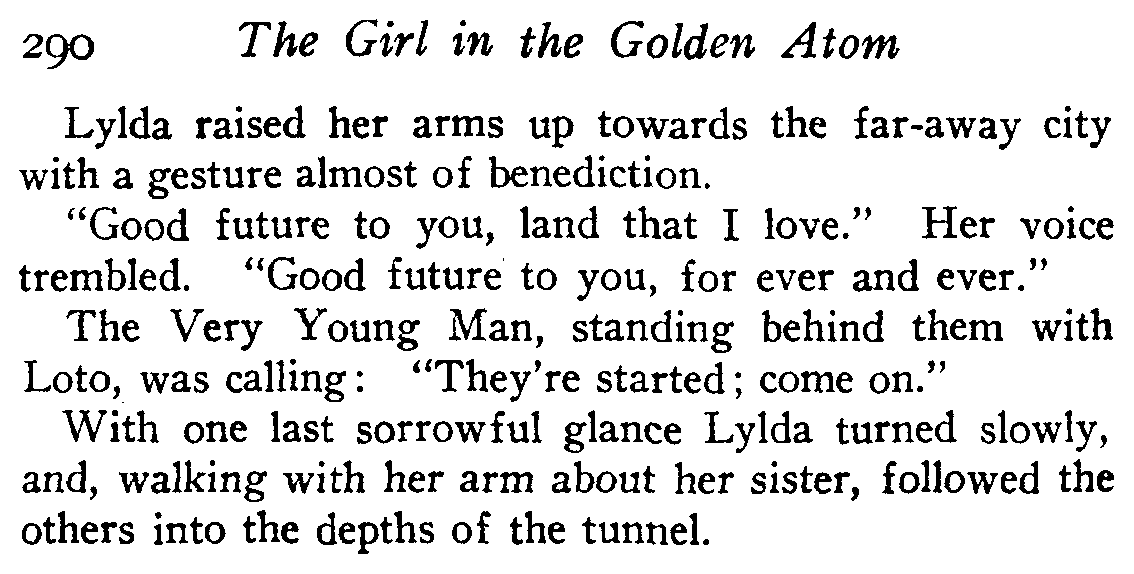 290 The Girl in the Golden Atom
Lylda raised her arms up towards the far-away city
with a gesture almost of benediction.
"Good future to you, land that I love." Her voice
trembled. "Good future to you, for ever and ever."
The Very Young Man, standing behind them with
Loto, was calling: "They're started; come on."
With one last sorrowful glance Lylda turned slowly,
and, walking with her arm about her sister, followed the
others into the depths of the tunnel.